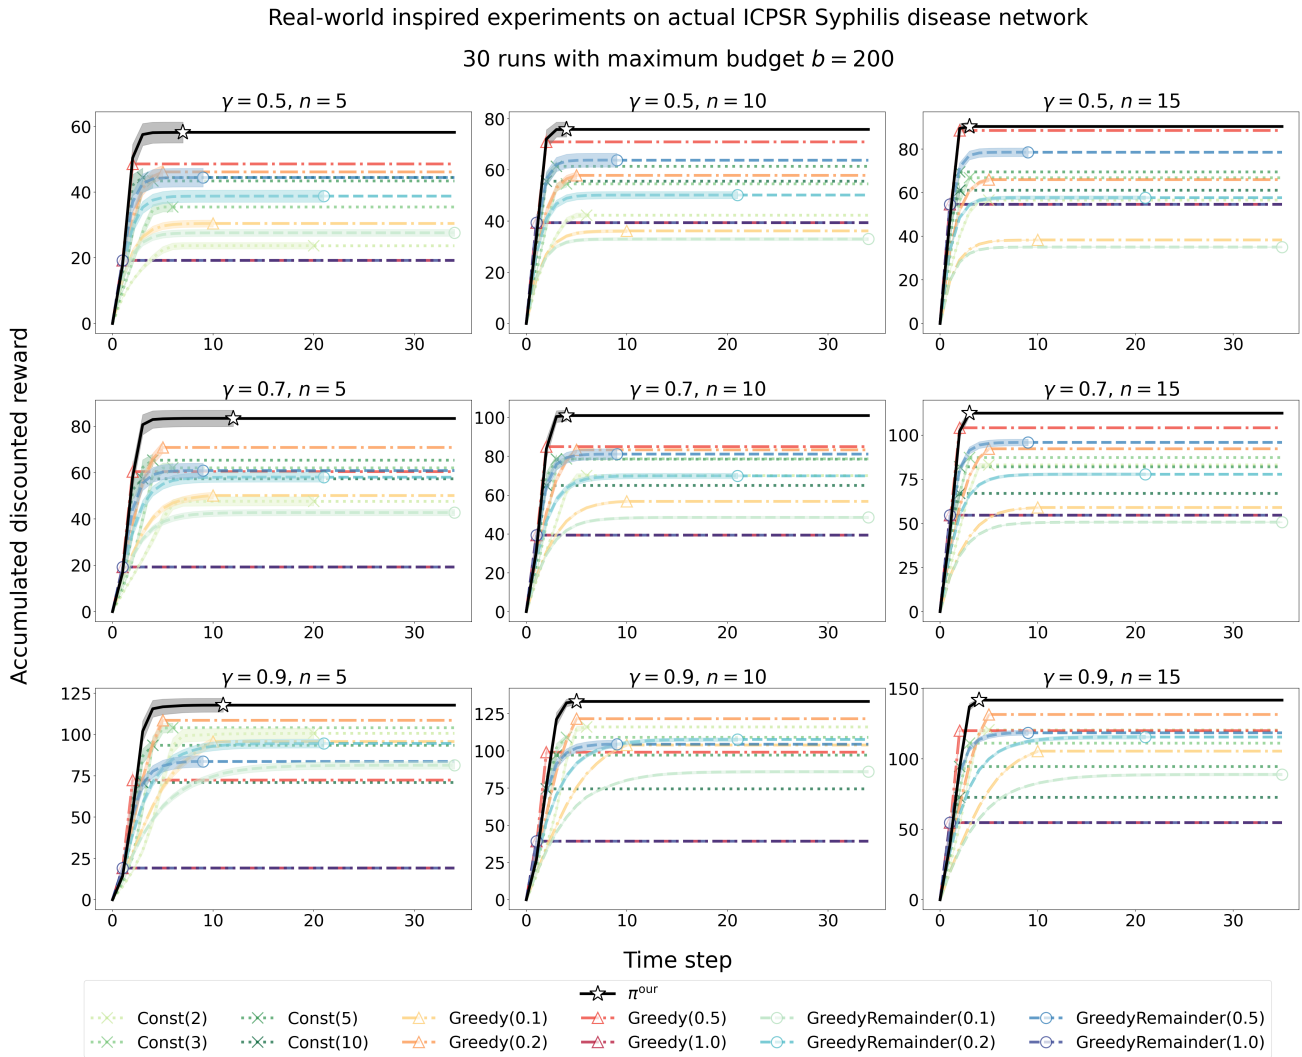 Real-world inspired experiments on actual ICPSR Syphilis disease network
30 runs with maximum budget b = 200
γ = 0.5, n = 5
γ = 0.5, n = 10
γ = 0.5, n = 15
60
40
20
0
0 10 20 30
80
60
40
20
0
0 10 20 30
80
60
40
20
0
0 10 20 30
γ = 0.7, n = 5
γ = 0.7, n = 10
γ = 0.7, n = 15
80
60
40
20
0
0 10 20 30
100
80
60
40
20
0
0 10 20 30
100
75
50
25
0
0 10 20 30
γ = 0.9, n = 5
γ = 0.9, n = 10
γ = 0.9, n = 15
125
100
75
50
25
0
0 10 20 30
125
100
75
50
25
0
0 10 20 30
150
100
50
0
0 10 20 30
Accumulated discounted reward
Time step
π^our
Const(2) Const(5) Greedy(0.1) Greedy(0.5) GreedyRemainder(0.1) GreedyRemainder(0.5)
Const(3) Const(10) Greedy(0.2) Greedy(1.0) GreedyRemainder(0.2) GreedyRemainder(1.0)